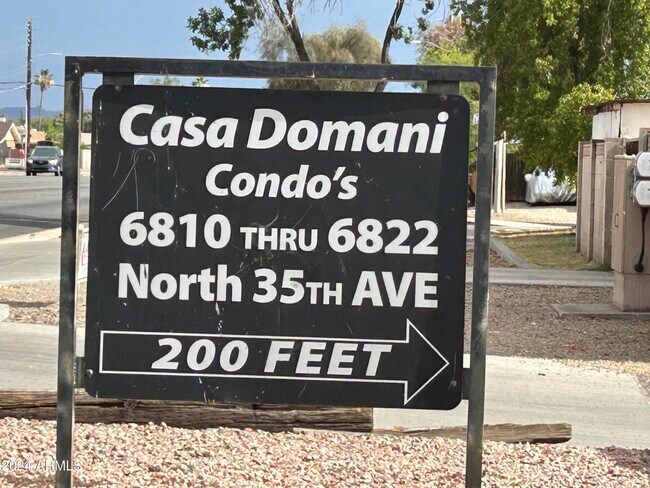 Casa Domani
Condo's
6810 THRU 6822
North 35TH AVE
200 FEET
2024 ARMLS